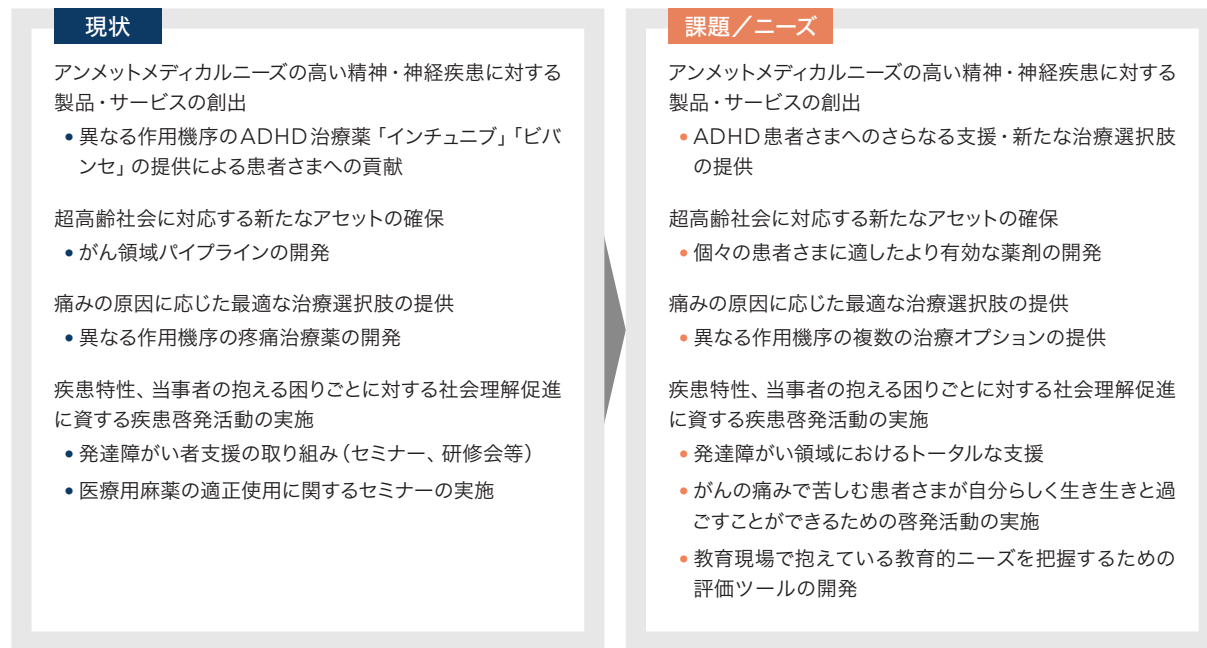 現状
アンメットメディカルニーズの高い精神・神経疾患に対する
製品・サービスの創出
• 異なる作用機序のADHD治療薬「インチュニブ」「ビバ
ンセ」の提供による患者さまへの貢献
超高齢社会に対応する新たなアセットの確保
• がん領域パイプラインの開発
痛みの原因に応じた最適な治療選択肢の提供
• 異なる作用機序の疼痛治療薬の開発
疾患特性、当事者の抱える困りごとに対する社会理解促進
に資する疾患啓発活動の実施
• 発達障がい者支援の取り組み（セミナー、研修会等）
• 医療用麻薬の適正使用に関するセミナーの実施
課題／ニーズ
アンメットメディカルニーズの高い精神・神経疾患に対する
製品・サービスの創出
• ADHD患者さまへのさらなる支援・新たな治療選択肢
の提供
超高齢社会に対応する新たなアセットの確保
• 個々の患者さまに適したより有効な薬剤の開発
痛みの原因に応じた最適な治療選択肢の提供
• 異なる作用機序の複数の治療オプションの提供
疾患特性、当事者の抱える困りごとに対する社会理解促進
に資する疾患啓発活動の実施
• 発達障がい領域におけるトータルな支援
• がんの痛みで苦しむ患者さまが自分らしく生き生きと過
ごすことができるための啓発活動の実施
• 教育現場で抱えている教育的ニーズを把握するための
評価ツールの開発